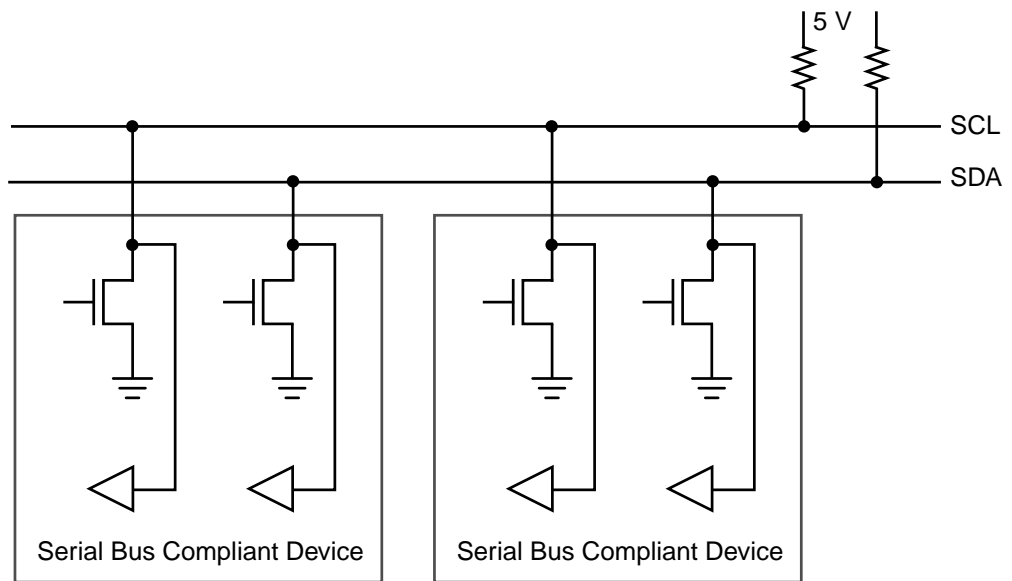 5 V
SCL
SDA
Serial Bus Compliant Device
Serial Bus Compliant Device